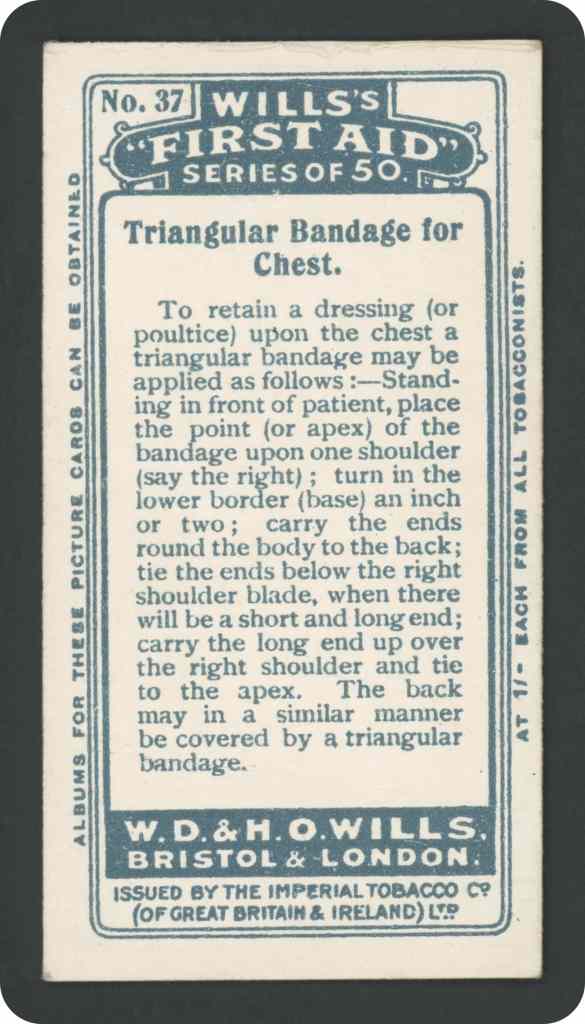 No. 37
WILLS'S
"FIRST AID"
SERIES OF 50.
Triangular Bandage for
Chest.
To retain a dressing (or
poultice) upon the chest a
triangular bandage may be
applied as follows :—Stand-
ing in front of patient, place
the point (or apex) of the
bandage upon one shoulder
(say the right) ; turn in the
lower border (base) an inch
or two ; carry the ends
round the body to the back ;
tie the ends below the right
shoulder blade, when there
will be a short and long end ;
carry the long end up over
the right shoulder and tie
to the apex. The back
may in a similar manner
be covered by a triangular
bandage.
W. D. & H. O. WILLS,
BRISTOL & LONDON.
ISSUED BY THE IMPERIAL TOBACCO Co.
(OF GREAT BRITAIN & IRELAND) LTD.
ALBUMS FOR THESE PICTURE CARDS CAN BE OBTAINED
AT 1/- EACH FROM ALL TOBACCONISTS.